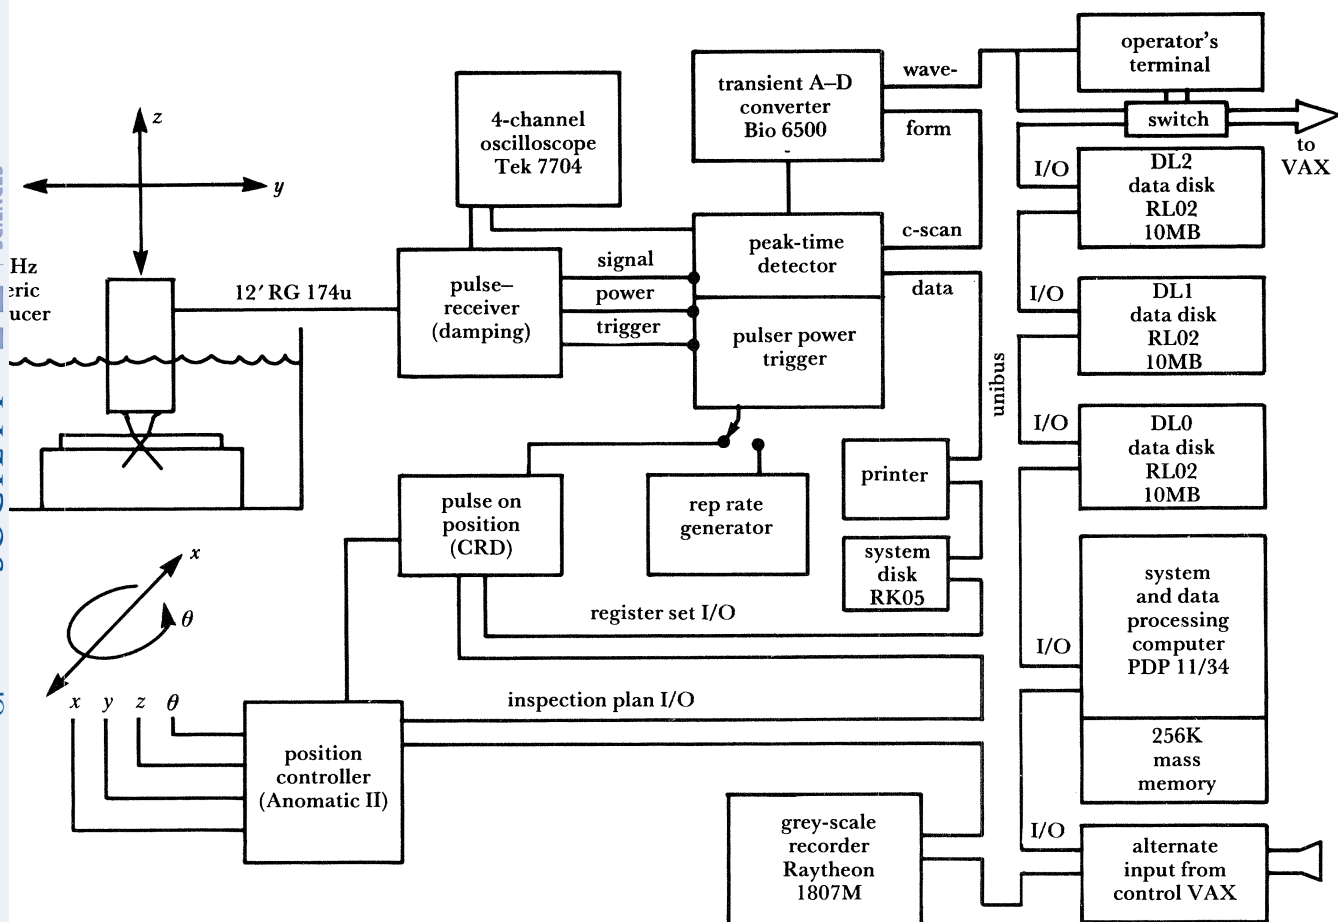 operator's
terminal
switch
to
VAX
transient A–D
converter
Bio 6500
wave-
form
4-channel
oscilloscope
Tek 7704
z
y
Hz
ucer
12′ RG 174u
pulse–
receiver
(damping)
signal
power
trigger
peak-time
detector
pulser power
trigger
c-scan
data
unibus
I/O
DL2
data disk
RL02
10MB
I/O
DL1
data disk
RL02
10MB
I/O
DL0
data disk
RL02
10MB
pulse on
position
(CRD)
rep rate
generator
printer
system
disk
RK05
register set I/O
x
θ
x y z θ
inspection plan I/O
position
controller
(Anomatic II)
I/O
system
and data
processing
computer
PDP 11/34
256K
mass
memory
grey-scale
recorder
Raytheon
1807M
I/O
alternate
input from
control VAX